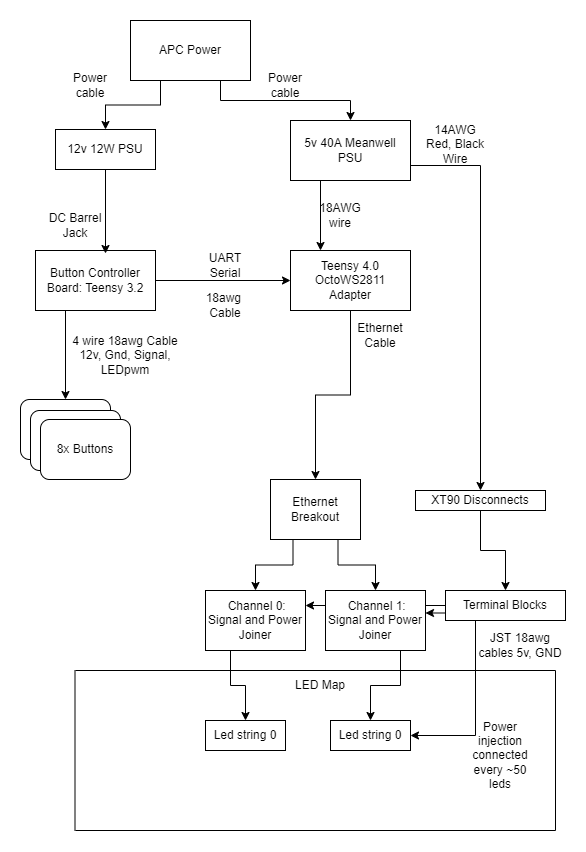 APC Power
Power
cable
Power
cable
12v 12W PSU
5v 40A Meanwell
PSU
14AWG
Red, Black
Wire
DC Barrel
Jack
18AWG
wire
Button Controller
Board: Teensy 3.2
UART
Serial
18awg
Cable
Teensy 4.0
OctoWS2811
Adapter
Ethernet
Cable
4 wire 18awg Cable
12v, Gnd, Signal,
LEDpwm
8x Buttons
Ethernet
Breakout
XT90 Disconnects
Channel 0:
Signal and Power
Joiner
Channel 1:
Signal and Power
Joiner
Terminal Blocks
JST 18awg
cables 5v, GND
LED Map
Led string 0
Led string 0
Power
injection
connected
every ~50
leds